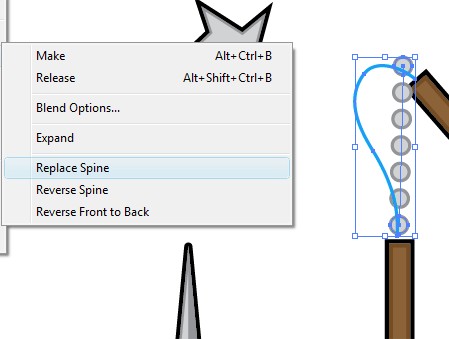 Make Alt+Ctrl+B
Release Alt+Shift+Ctrl+B
Blend Options...
Expand
Replace Spine
Reverse Spine
Reverse Front to Back